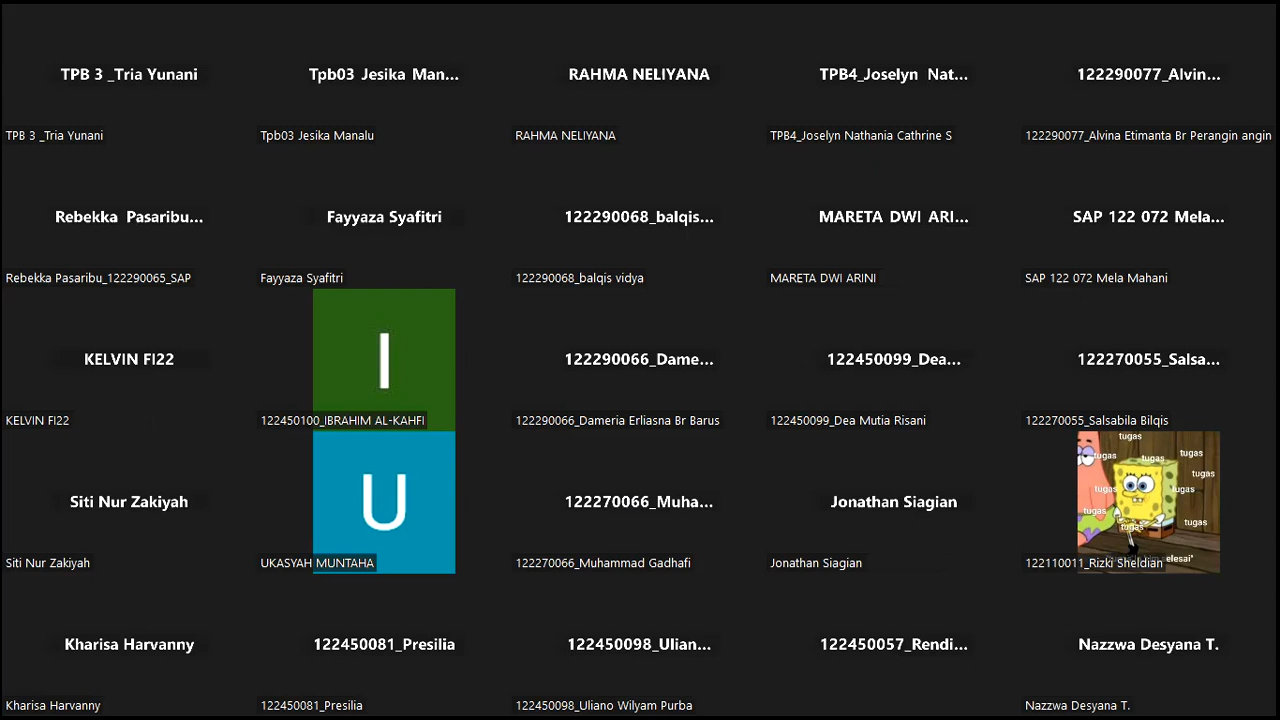 TPB 3 _Tria Yunani
Tpb03 Jesika Man...
RAHMA NELIYANA
TPB4_Joselyn Nat...
122290077_Alvin...
TPB 3 _Tria Yunani
Tpb03 Jesika Manalu
RAHMA NELIYANA
TPB4_Joselyn Nathania Cathrine S
122290077_Alvina Etimanta Br Perangin angin
Rebekka Pasaribu...
Fayyaza Syafitri
122290068_balqis...
MARETA DWI ARI...
SAP 122 072 Mela...
Rebekka Pasaribu_122290065_SAP
Fayyaza Syafitri
122290068_balqis vidya
MARETA DWI ARINI
SAP 122 072 Mela Mahani
KELVIN FI22
I
122290066_Dame...
122450099_Dea...
122270055_Salsa...
KELVIN FI22
122450100_IBRAHIM AL-KAHFI
122290066_Dameria Erliasna Br Barus
122450099_Dea Mutia Risani
122270055_Salsabila Bilqis
Siti Nur Zakiyah
U
122270066_Muha...
Jonathan Siagian
tugas
tugas
tugas
tugas
tugas
tugas
tugas
tugas
tugas
tugas
elesai"
Siti Nur Zakiyah
UKASYAH MUNTAHA
122270066_Muhammad Gadhafi
Jonathan Siagian
122110011_Rizki Sheldian
Kharisa Harvanny
122450081_Presilia
122450098_Ulian...
122450057_Rendi...
Nazzwa Desyana T.
Kharisa Harvanny
122450081_Presilia
122450098_Uliano Wilyam Purba
Nazzwa Desyana T.